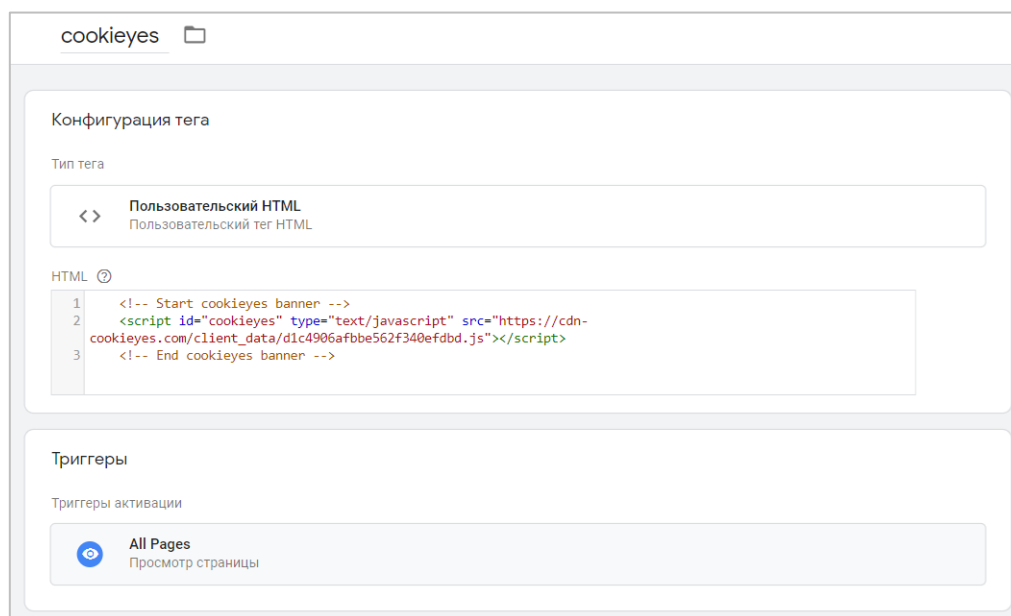 cookieyes
Конфигурация тега
Тип тега
Пользовательский HTML
Пользовательский тег HTML
HTML
1 <!-- Start cookieyes banner -->
2 <script id="cookieyes" type="text/javascript" src="https://cdn-
cookieyes.com/client_data/d1c4906afbbe562f340efdbd.js"></script>
3 <!-- End cookieyes banner -->
Триггеры
Триггеры активации
All Pages
Просмотр страницы